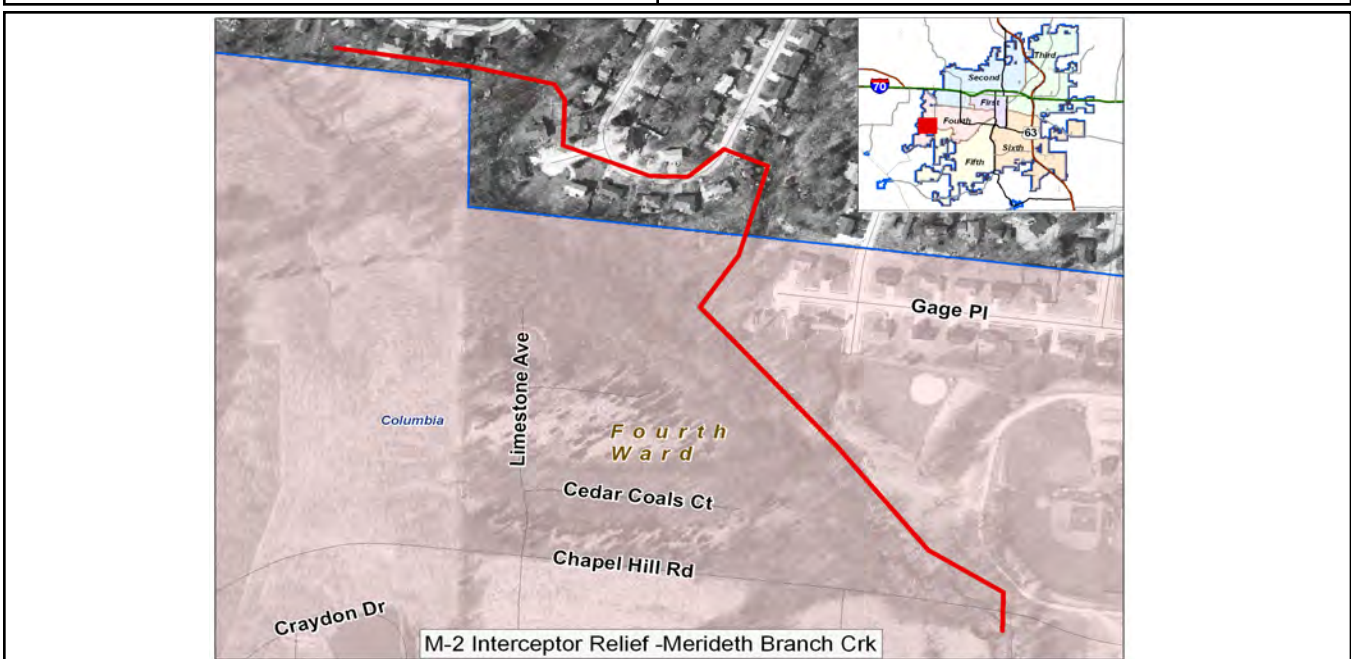 Third
Second
70
First
Fourth
63
Sixth
Fifth
Gage Pl
Limestone Ave
Columbia
Fourth
Ward
Cedar Coals Ct
Chapel Hill Rd
Craydon Dr
M-2 Interceptor Relief -Merideth Branch Crk